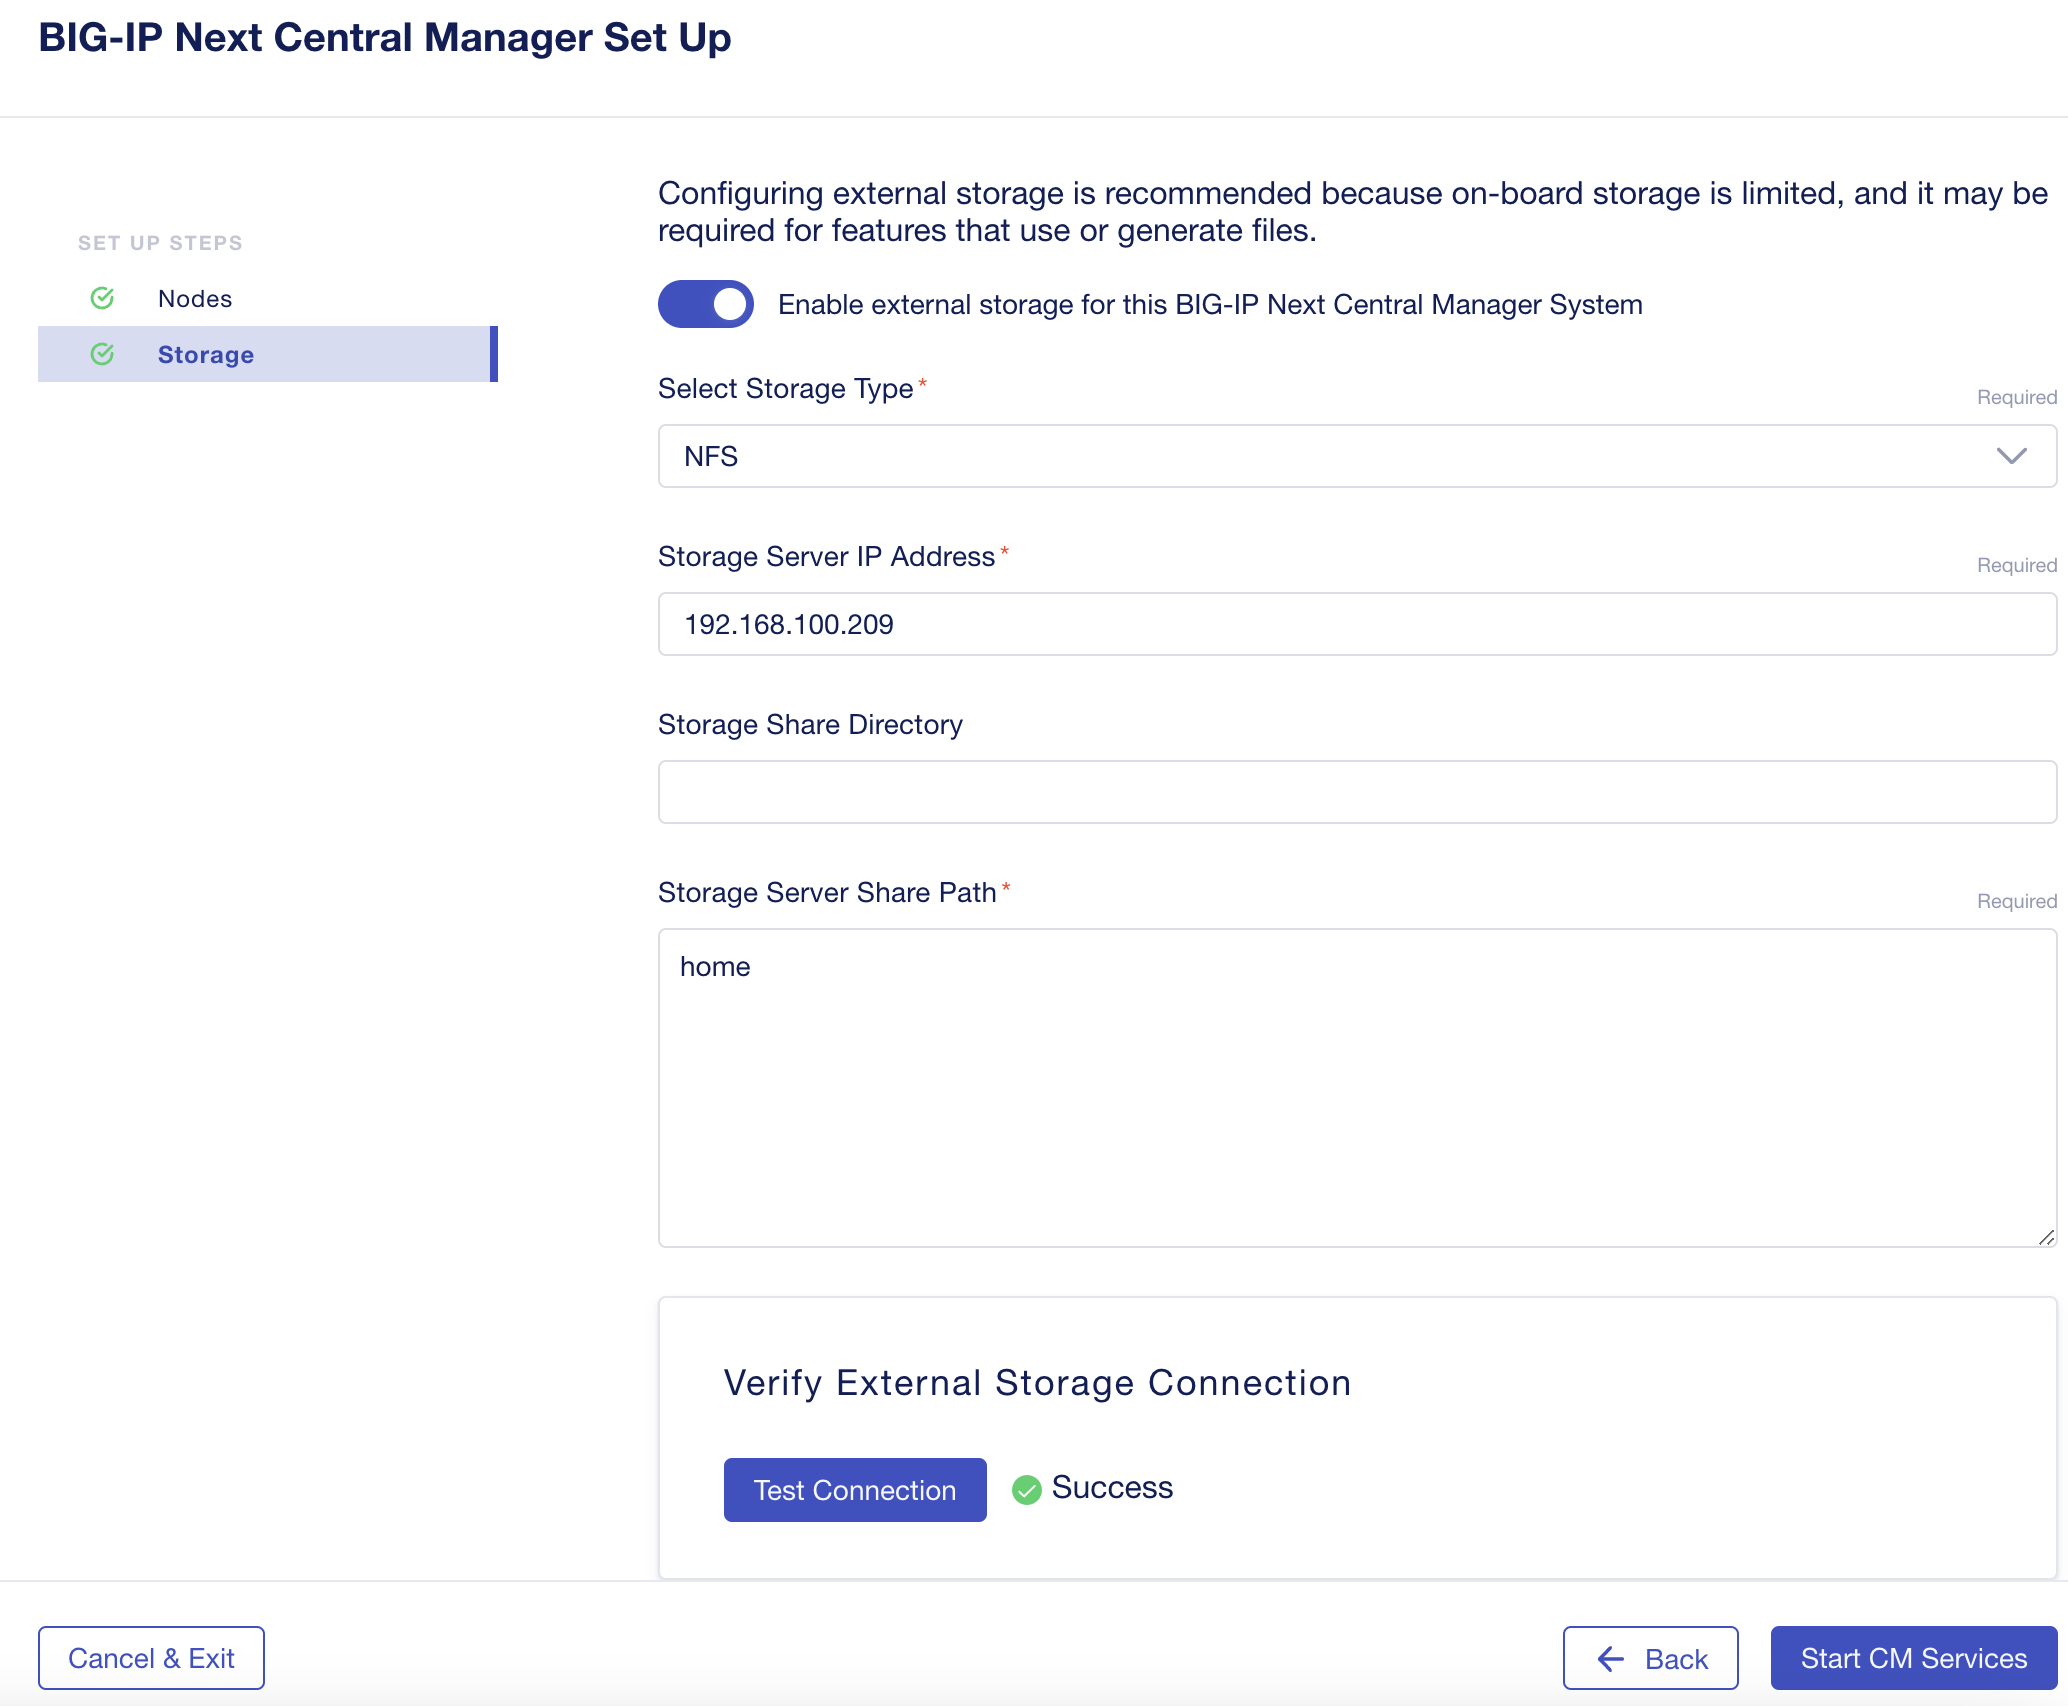 BIG-IP Next Central Manager Set Up
SET UP STEPS
Nodes
Storage
Configuring external storage is recommended because on-board storage is limited, and it may be
required for features that use or generate files.
Enable external storage for this BIG-IP Next Central Manager System
Select Storage Type*
Required
NFS
Storage Server IP Address*
Required
192.168.100.209
Storage Share Directory
Storage Server Share Path*
Required
home
Verify External Storage Connection
Test Connection
Success
Cancel & Exit
Back
Start CM Services